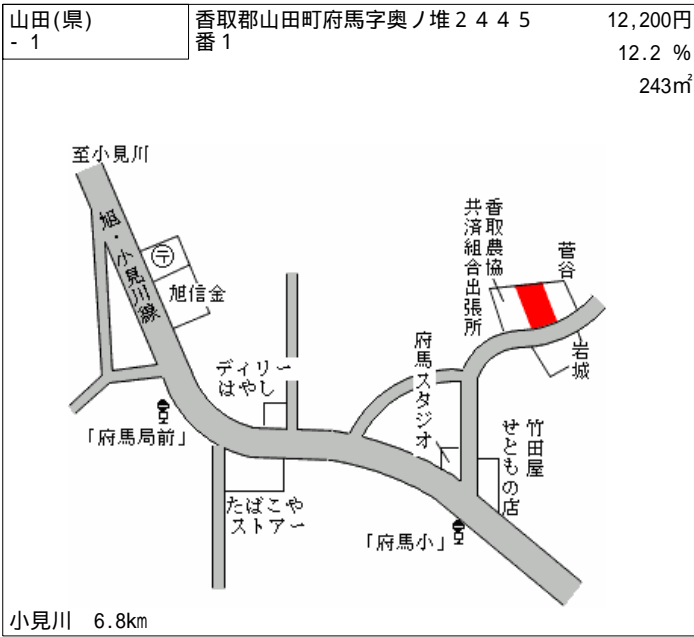 山田(県)
- 1
香取郡山田町府馬字奥ノ堆２４４５
番１
12,200円
12.2 %
243㎡
至小見川
旭・小見川線
〒
旭信金
香取農協
共済組合出張所
菅谷
岩城
府馬スタジオ
ディリー
はやし
「府馬局前」
竹田屋
せともの店
たばこや
ストアー
「府馬小」
小見川 6.8km